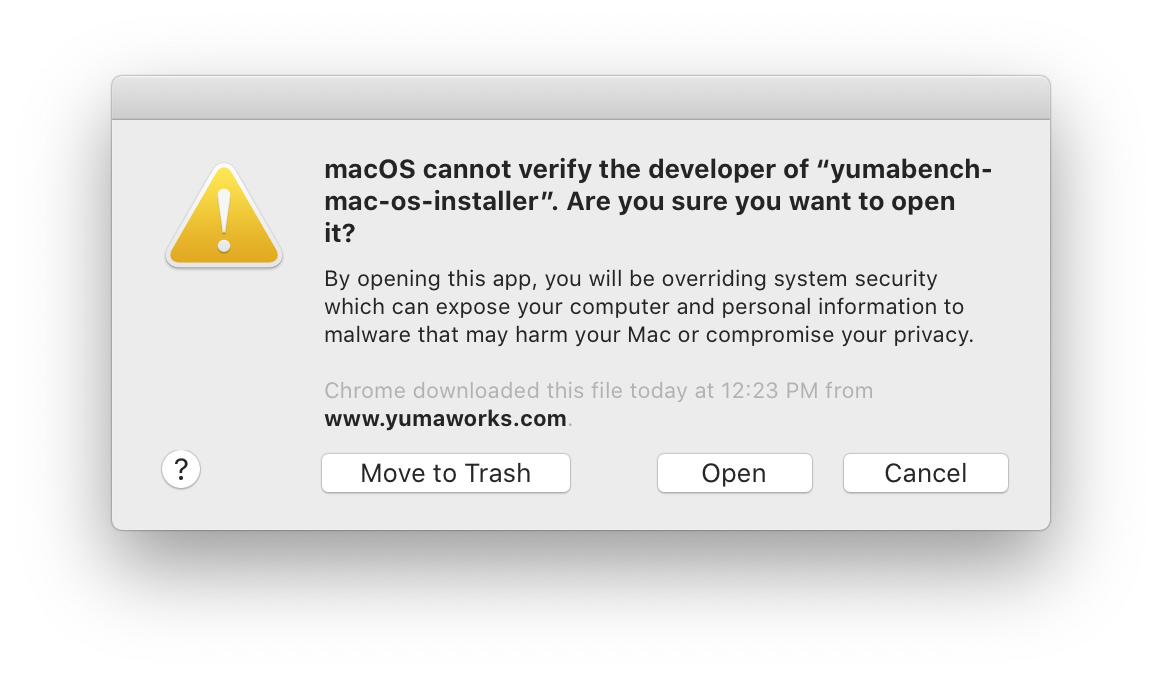 macOS cannot verify the developer of “yumabench-
mac-os-installer”. Are you sure you want to open
it?
By opening this app, you will be overriding system security
which can expose your computer and personal information to
malware that may harm your Mac or compromise your privacy.
Chrome downloaded this file today at 12:23 PM from
www.yumaworks.com.
? Move to Trash Open Cancel